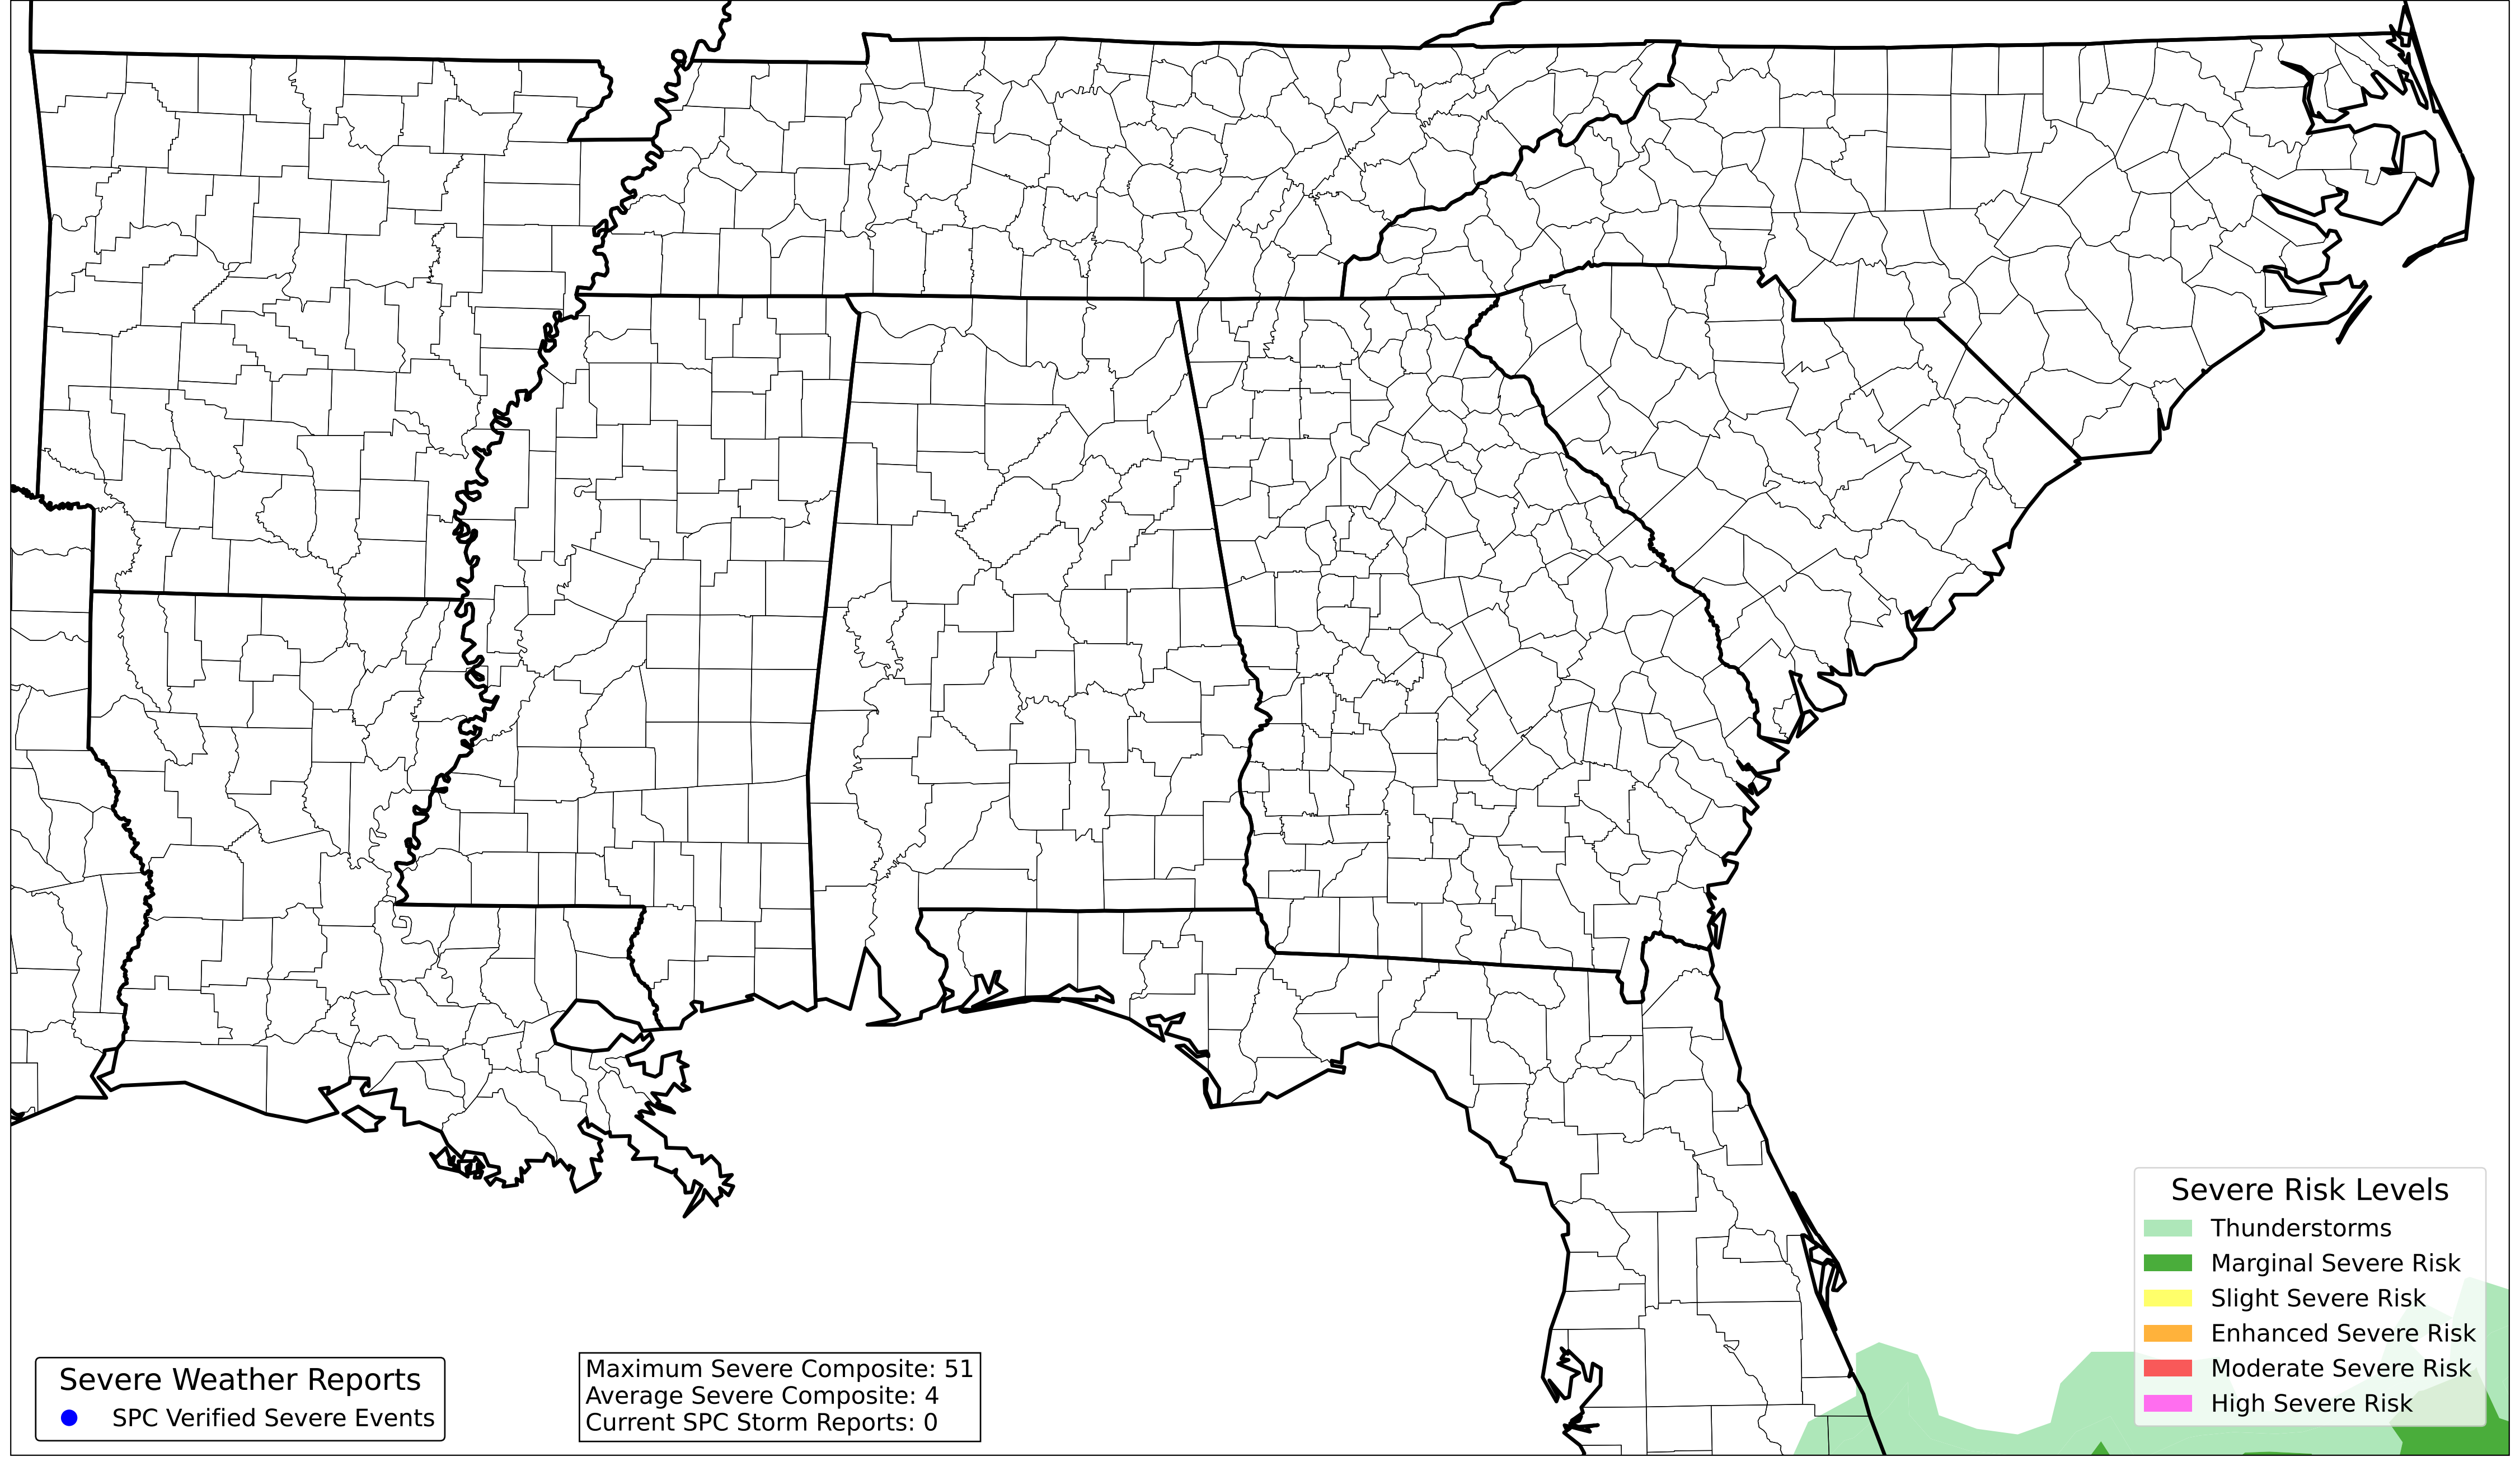 Severe Risk Levels
Thunderstorms
Marginal Severe Risk
Slight Severe Risk
Enhanced Severe Risk
Moderate Severe Risk
High Severe Risk
Severe Weather Reports
SPC Verified Severe Events
Maximum Severe Composite: 51
Average Severe Composite: 4
Current SPC Storm Reports: 0